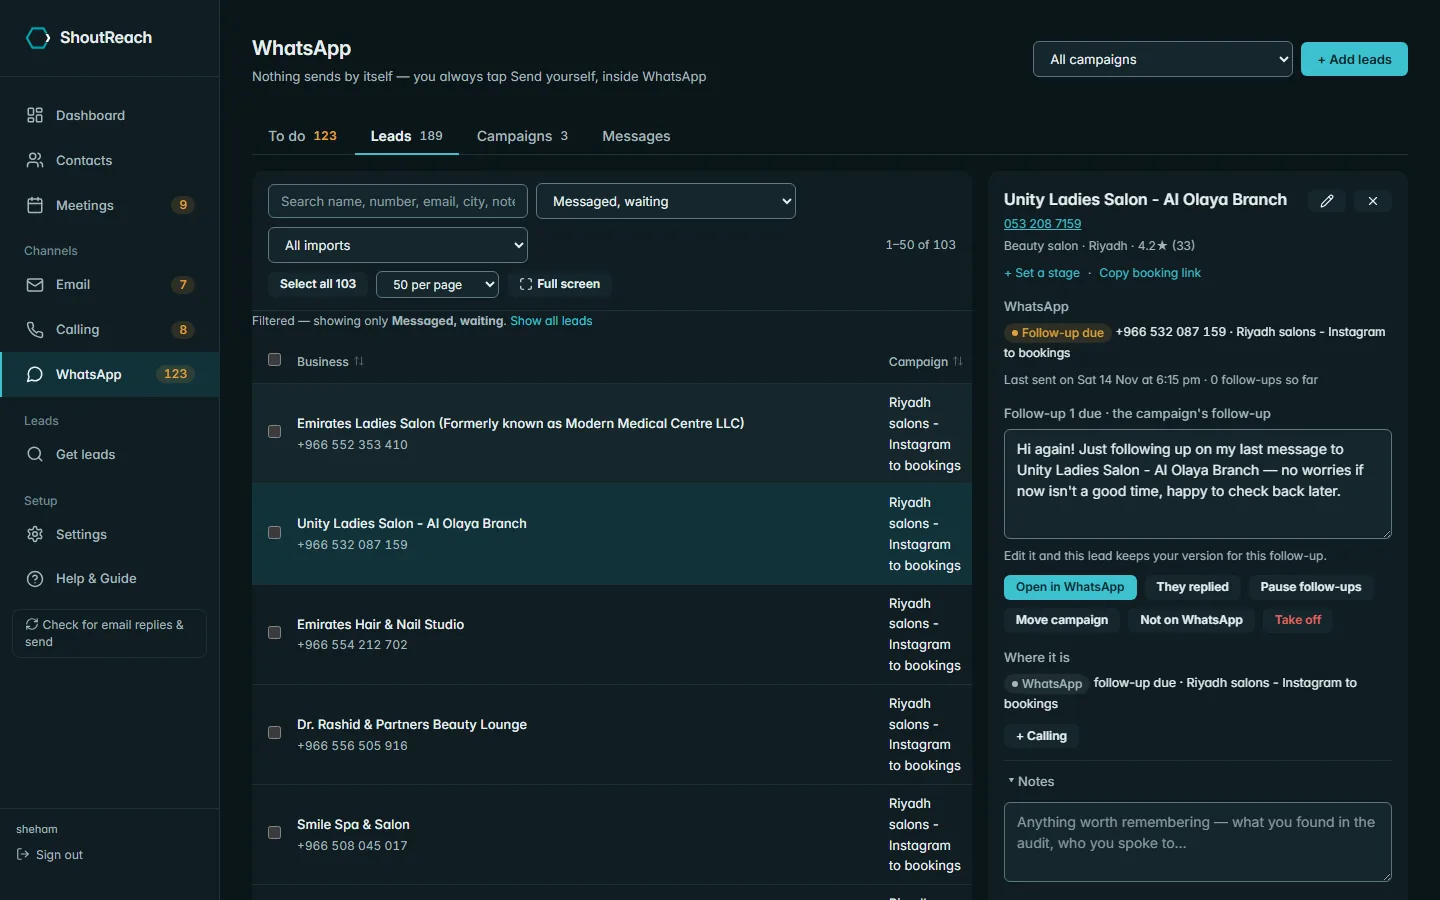 ShoutReach
Dashboard
Contacts
Meetings 9
Channels
Email 7
Calling 8
WhatsApp 123
Leads
Get leads
Setup
Settings
Help & Guide
Check for email replies &
send
sheham
Sign out
WhatsApp
Nothing sends by itself — you always tap Send yourself, inside WhatsApp
All campaigns
+ Add leads
To do 123
Leads 189
Campaigns 3
Messages
Search name, number, email, city, note
Messaged, waiting
All imports
1–50 of 103
Select all 103
50 per page
Full screen
Filtered — showing only Messaged, waiting. Show all leads
Business
Campaign
Emirates Ladies Salon (Formerly known as Modern Medical Centre LLC)
+966 552 353 410
Riyadh
salons -
Instagram
to bookings
Unity Ladies Salon - Al Olaya Branch
+966 532 087 159
Riyadh
salons -
Instagram
to bookings
Emirates Hair & Nail Studio
+966 554 212 702
Riyadh
salons -
Instagram
to bookings
Dr. Rashid & Partners Beauty Lounge
+966 556 505 916
Riyadh
salons -
Instagram
to bookings
Smile Spa & Salon
+966 508 045 017
Riyadh
salons -
Instagram
to bookings
Unity Ladies Salon - Al Olaya Branch
053 208 7159
Beauty salon · Riyadh · 4.2★ (33)
+ Set a stage · Copy booking link
WhatsApp
Follow-up due +966 532 087 159 · Riyadh salons - Instagram
to bookings
Last sent on Sat 14 Nov at 6:15 pm · 0 follow-ups so far
Follow-up 1 due · the campaign's follow-up
Hi again! Just following up on my last message to
Unity Ladies Salon - Al Olaya Branch — no worries if
now isn't a good time, happy to check back later.
Edit it and this lead keeps your version for this follow-up.
Open in WhatsApp
They replied
Pause follow-ups
Move campaign
Not on WhatsApp
Take off
Where it is
WhatsApp follow-up due · Riyadh salons - Instagram to
bookings
+ Calling
Notes
Anything worth remembering — what you found in the
audit, who you spoke to...